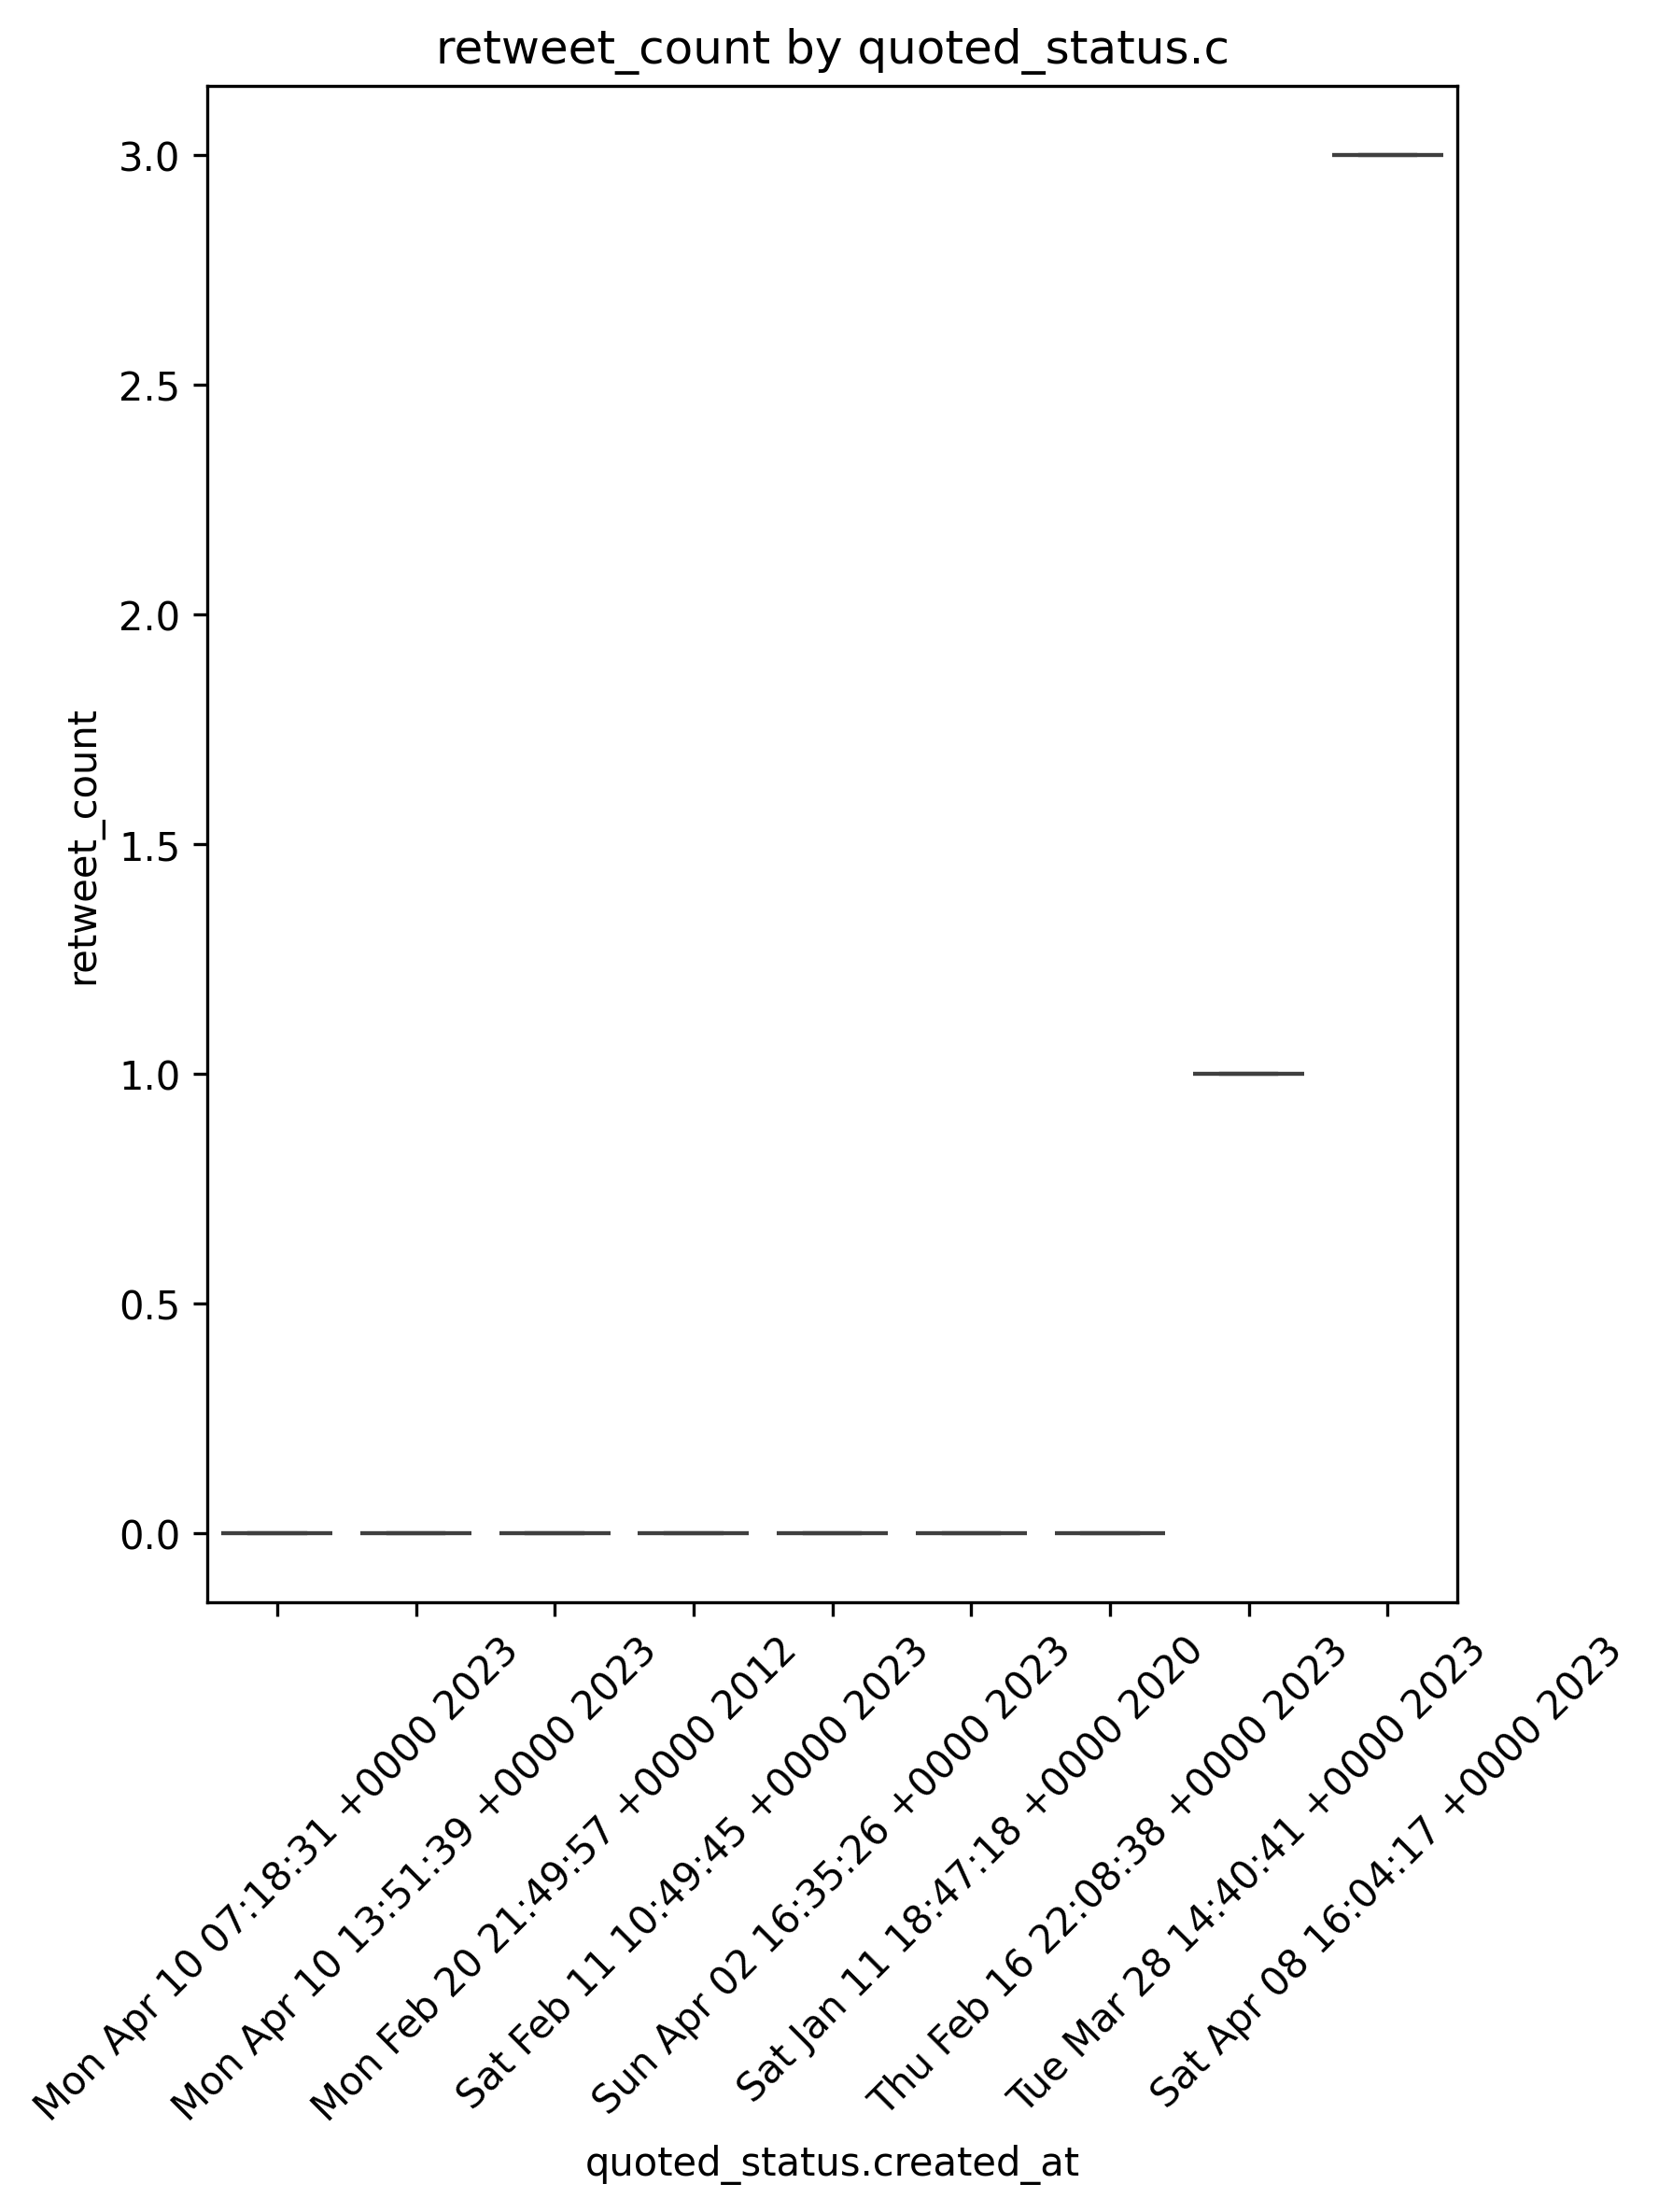 retweet_count by quoted_status.c
3.0
2.5
2.0
1.5
1.0
0.5
0.0
retweet_count
Mon Apr 10 07:18:31 +0000 2023
Mon Apr 10 13:51:39 +0000 2023
Mon Feb 20 21:49:57 +0000 2012
Sat Feb 11 10:49:45 +0000 2023
Sun Apr 02 16:35:26 +0000 2023
Sat Jan 11 18:47:18 +0000 2020
Thu Feb 16 22:08:38 +0000 2023
Tue Mar 28 14:40:41 +0000 2023
Sat Apr 08 16:04:17 +0000 2023
quoted_status.created_at